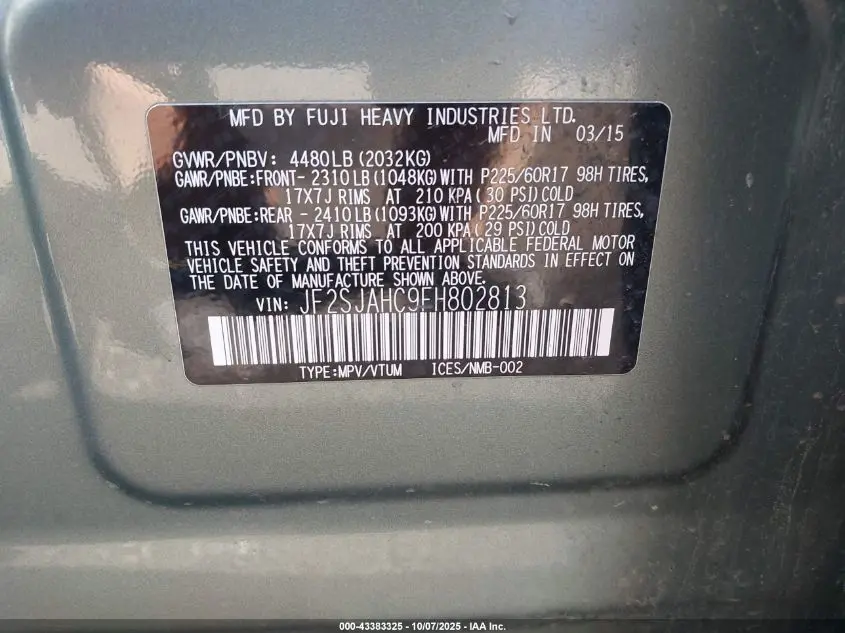 MFD BY FUJI HEAVY INDUSTRIES LTD.
MFD IN 03/15
GVWR/PNBV: 4480LB(2032KG)
GAWR/PNBE:FRONT- 2310LB(1048KG)WITH P225/60R17 98H TIRES,
17X7J RIMS AT 210 KPA( 30 PSI)COLD
GAWR/PNBE:REAR - 2410LB(1093KG)WITH P225/60R17 98H TIRES,
17X7J RIMS AT 200 KPA( 29 PSI)COLD
THIS VEHICLE CONFORMS TO ALL APPLICABLE FEDERAL MOTOR
VEHICLE SAFETY AND THEFT PREVENTION STANDARDS IN EFFECT ON
THE DATE OF MANUFACTURE SHOWN ABOVE.
VIN: JF2SJAHC9FH802813
TYPE:MPV/VTUM ICES/NMB-002
000-43383325 - 10/07/2025 - IAA Inc.